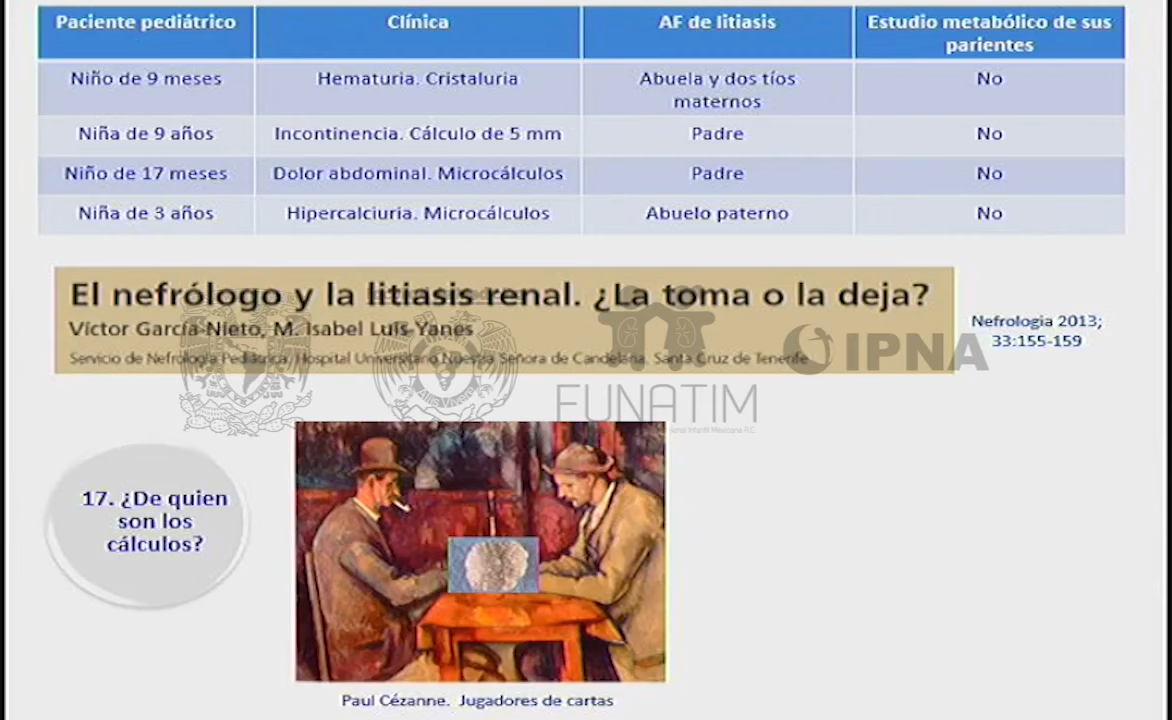 Paciente pediátrico Clínica AF de litiasis Estudio metabólico de sus parientes
Niño de 9 meses Hematuria. Cristaluria Abuela y dos tíos maternos No
Niña de 9 años Incontinencia. Cálculo de 5 mm Padre No
Niño de 17 meses Dolor abdominal. Microcálculos Padre No
Niña de 3 años Hipercalciuria. Microcálculos Abuelo paterno No
El nefrólogo y la litiasis renal. ¿La toma o la deja?
Víctor García-Nieto, M. Isabel Luis-Yanes
Servicio de Nefrología Pediátrica. Hospital Universitario Nuestra Señora de Candelaria. Santa Cruz de Tenerife
Nefrologia 2013;
33:155-159
IPNA
FUNATIM
17. ¿De quien
son los
cálculos?
Paul Cézanne. Jugadores de cartas